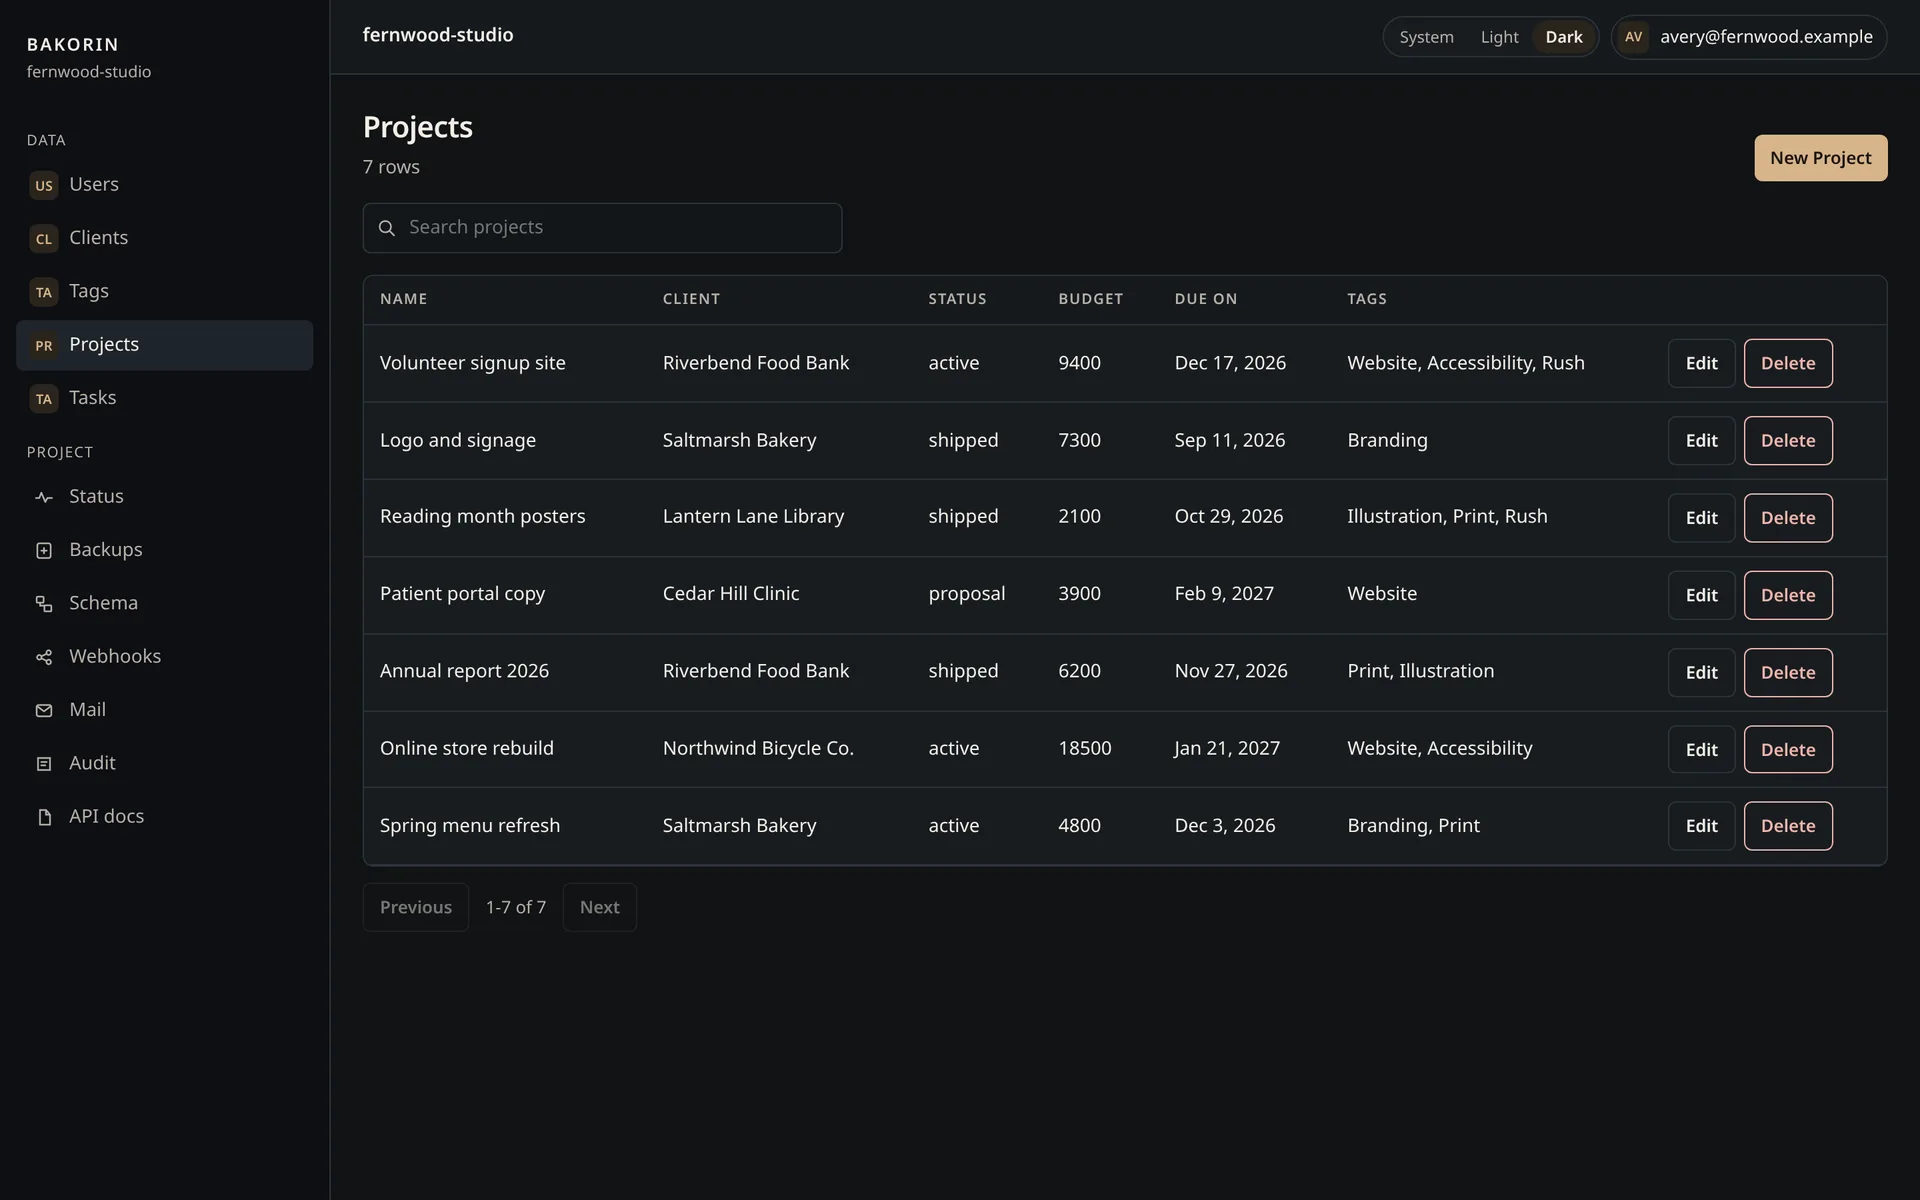 BAKORIN
fernwood-studio
DATA
US Users
CL Clients
TA Tags
PR Projects
TA Tasks
PROJECT
Status
Backups
Schema
Webhooks
Mail
Audit
API docs
fernwood-studio
System Light Dark
AV avery@fernwood.example
Projects
7 rows
New Project
Search projects
NAME CLIENT STATUS BUDGET DUE ON TAGS
Volunteer signup site Riverbend Food Bank active 9400 Dec 17, 2026 Website, Accessibility, Rush Edit Delete
Logo and signage Saltmarsh Bakery shipped 7300 Sep 11, 2026 Branding Edit Delete
Reading month posters Lantern Lane Library shipped 2100 Oct 29, 2026 Illustration, Print, Rush Edit Delete
Patient portal copy Cedar Hill Clinic proposal 3900 Feb 9, 2027 Website Edit Delete
Annual report 2026 Riverbend Food Bank shipped 6200 Nov 27, 2026 Print, Illustration Edit Delete
Online store rebuild Northwind Bicycle Co. active 18500 Jan 21, 2027 Website, Accessibility Edit Delete
Spring menu refresh Saltmarsh Bakery active 4800 Dec 3, 2026 Branding, Print Edit Delete
Previous 1-7 of 7 Next